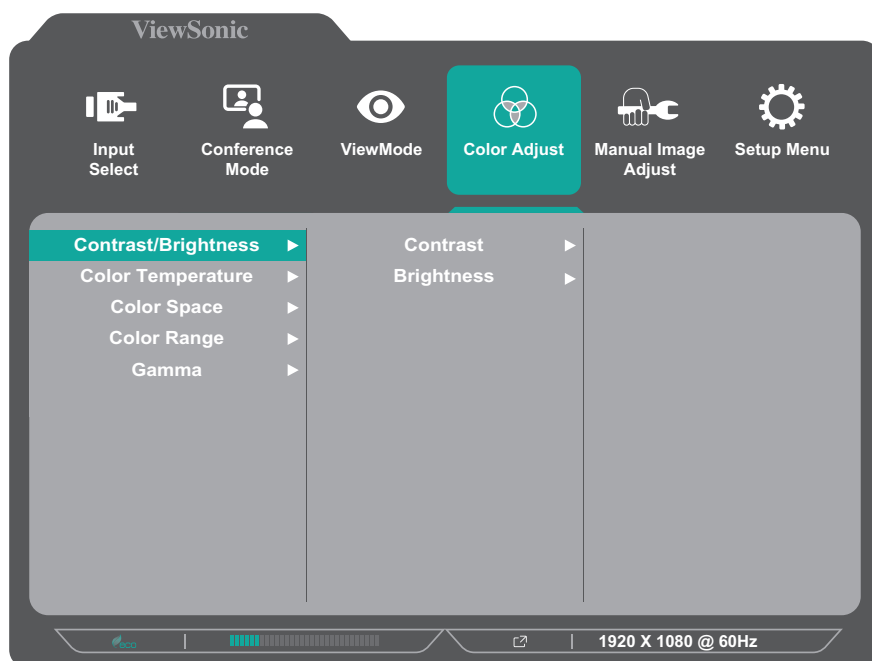 ViewSonic
Input
Select
Conference
Mode
ViewMode
Color Adjust
Manual Image
Adjust
Setup Menu
Contrast/Brightness
Color Temperature
Color Space
Color Range
Gamma
Contrast
Brightness
eco
1920 X 1080 @ 60Hz